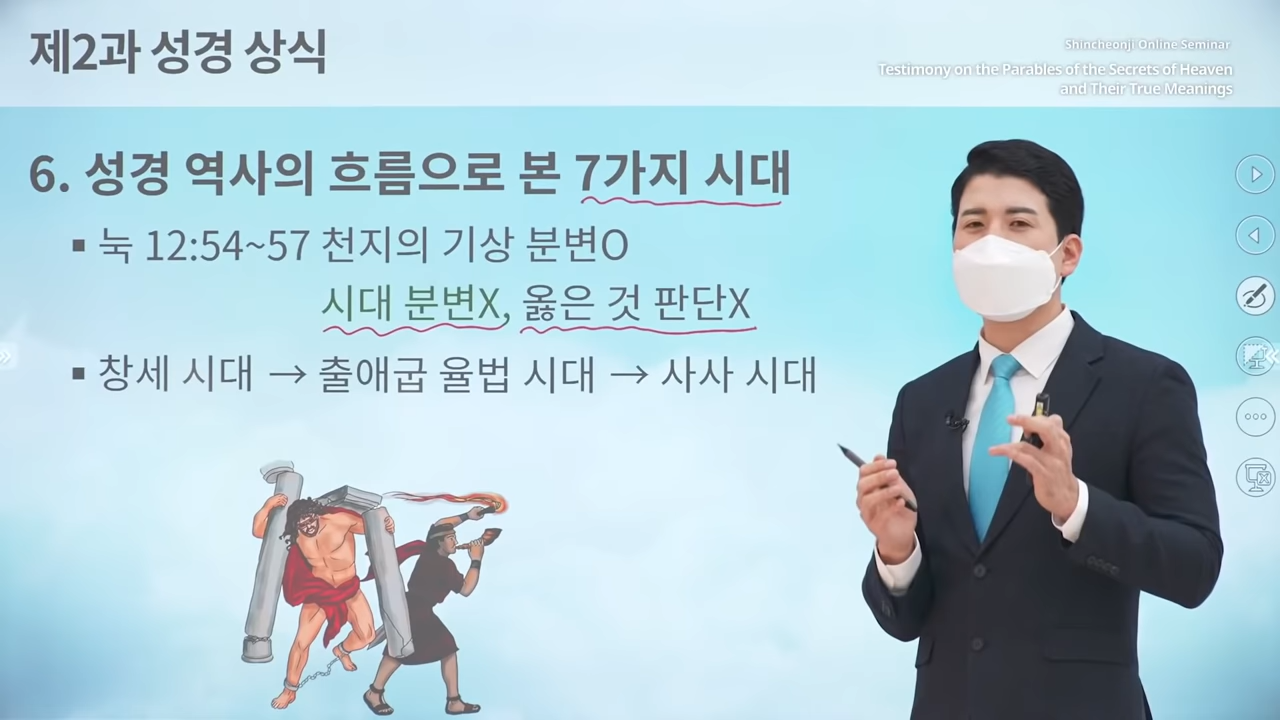 제2과 성경 상식
Shincheonji Online Seminar
Testimony on the Parables of the Secrets of Heaven
and Their True Meanings
6. 성경 역사의 흐름으로 본 7가지 시대
▪ 눅 12:54~57 천지의 기상 분변O
시대 분변X, 옳은 것 판단X
▪ 창세 시대 → 출애굽 율법 시대 → 사사 시대